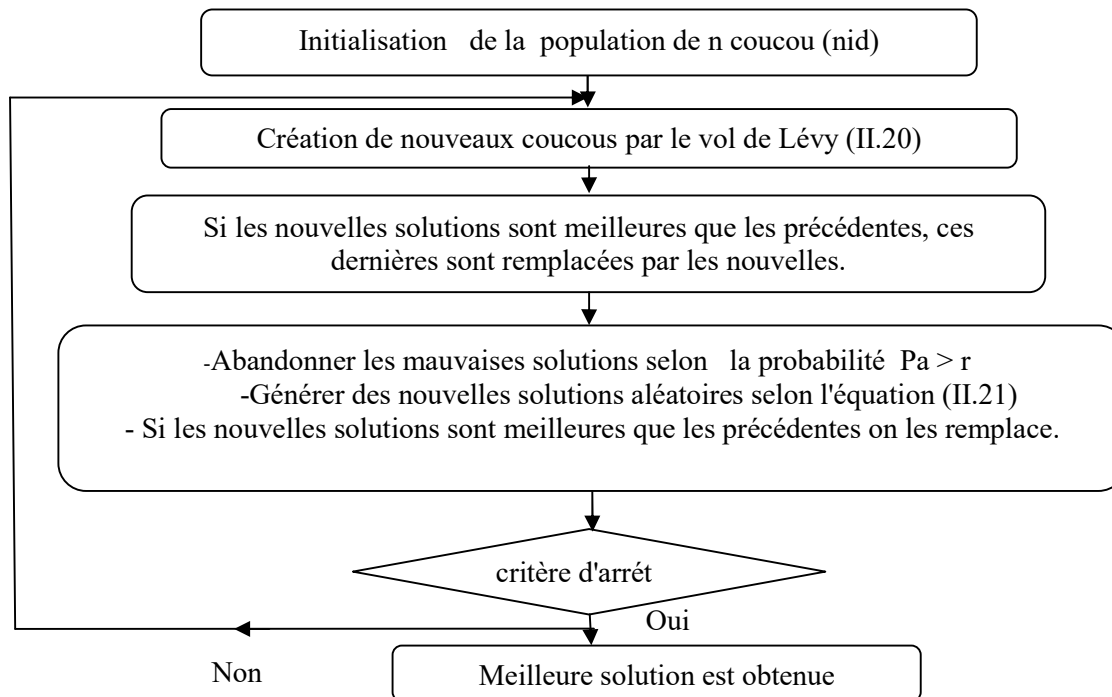 Initialisation de la population de n coucou (nid)
Création de nouveaux coucous par le vol de Lévy (II.20)
Si les nouvelles solutions sont meilleures que les précédentes, ces
dernières sont remplacées par les nouvelles.
-Abandonner les mauvaises solutions selon la probabilité Pa > r
-Générer des nouvelles solutions aléatoires selon l'équation (II.21)
- Si les nouvelles solutions sont meilleures que les précédentes on les remplace.
critère d'arrét
Oui
Non
Meilleure solution est obtenue